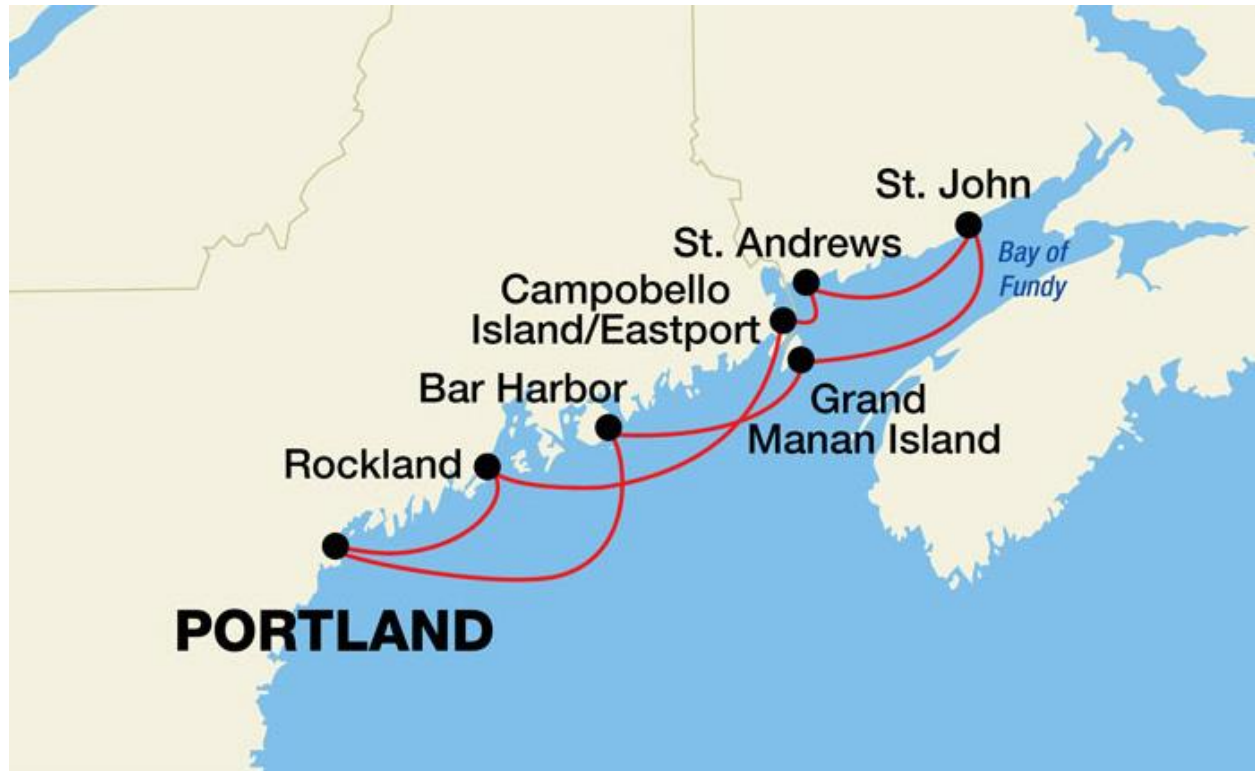 St. John
St. Andrews
Bay of
Fundy
Campobello
Island/Eastport
Bar Harbor
Grand
Manan Island
Rockland
PORTLAND